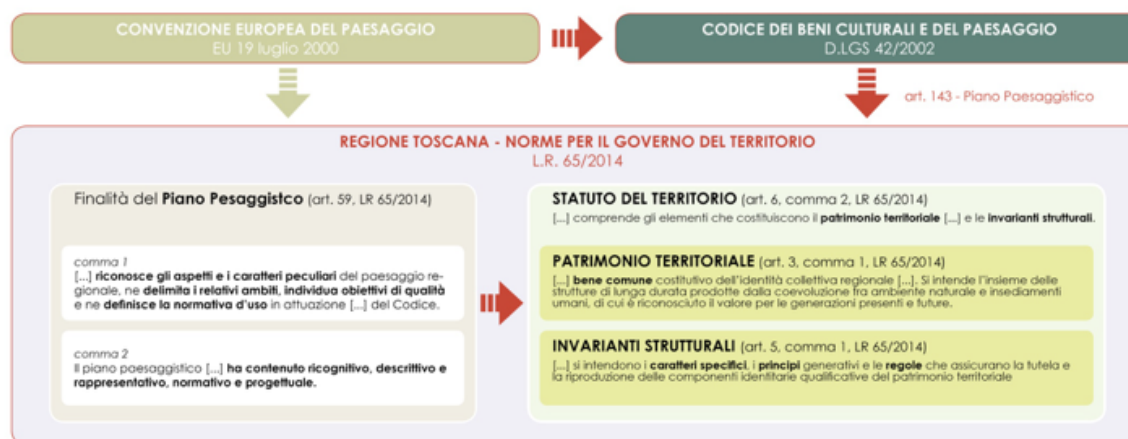 CONVENZIONE EUROPEA DEL PAESAGGIO
EU 19 luglio 2000
CODICE DEI BENI CULTURALI E DEL PAESAGGIO
D.LGS 42/2002
art. 143 - Piano Paesaggistico
REGIONE TOSCANA - NORME PER IL GOVERNO DEL TERRITORIO
L.R. 65/2014
Finalità del Piano Pesaggistco (art. 59, LR 65/2014)
comma 1
[...] riconosce gli aspetti e i caratteri peculiari del paesaggio re-
gionale, ne delimita i relativi ambiti, individua obiettivi di qualità
e ne definisce la normativa d'uso in attuazione [...] del Codice.
comma 2
Il piano paesaggistico [...] ha contenuto ricognitivo, descrittivo e
rappresentativo, normativo e progettuale.
STATUTO DEL TERRITORIO (art. 6, comma 2, LR 65/2014)
[...] comprende gli elementi che costituiscono il patrimonio territoriale [...] e le invarianti strutturali.
PATRIMONIO TERRITORIALE (art. 3, comma 1, LR 65/2014)
[...] bene comune costitutivo dell'identità collettiva regionale [...]. Si intende l'insieme delle
strutture di lunga durata prodotte dalla coevoluzione fra ambiente naturale e insediamenti
umani, di cui è riconosciuto il valore per le generazioni presenti e future.
INVARIANTI STRUTTURALI (art. 5, comma 1, LR 65/2014)
[...] si intendono i caratteri specifici, i principi generativi e le regole che assicurano la tutela e
la riproduzione delle componenti identitarie qualificative del patrimonio territoriale